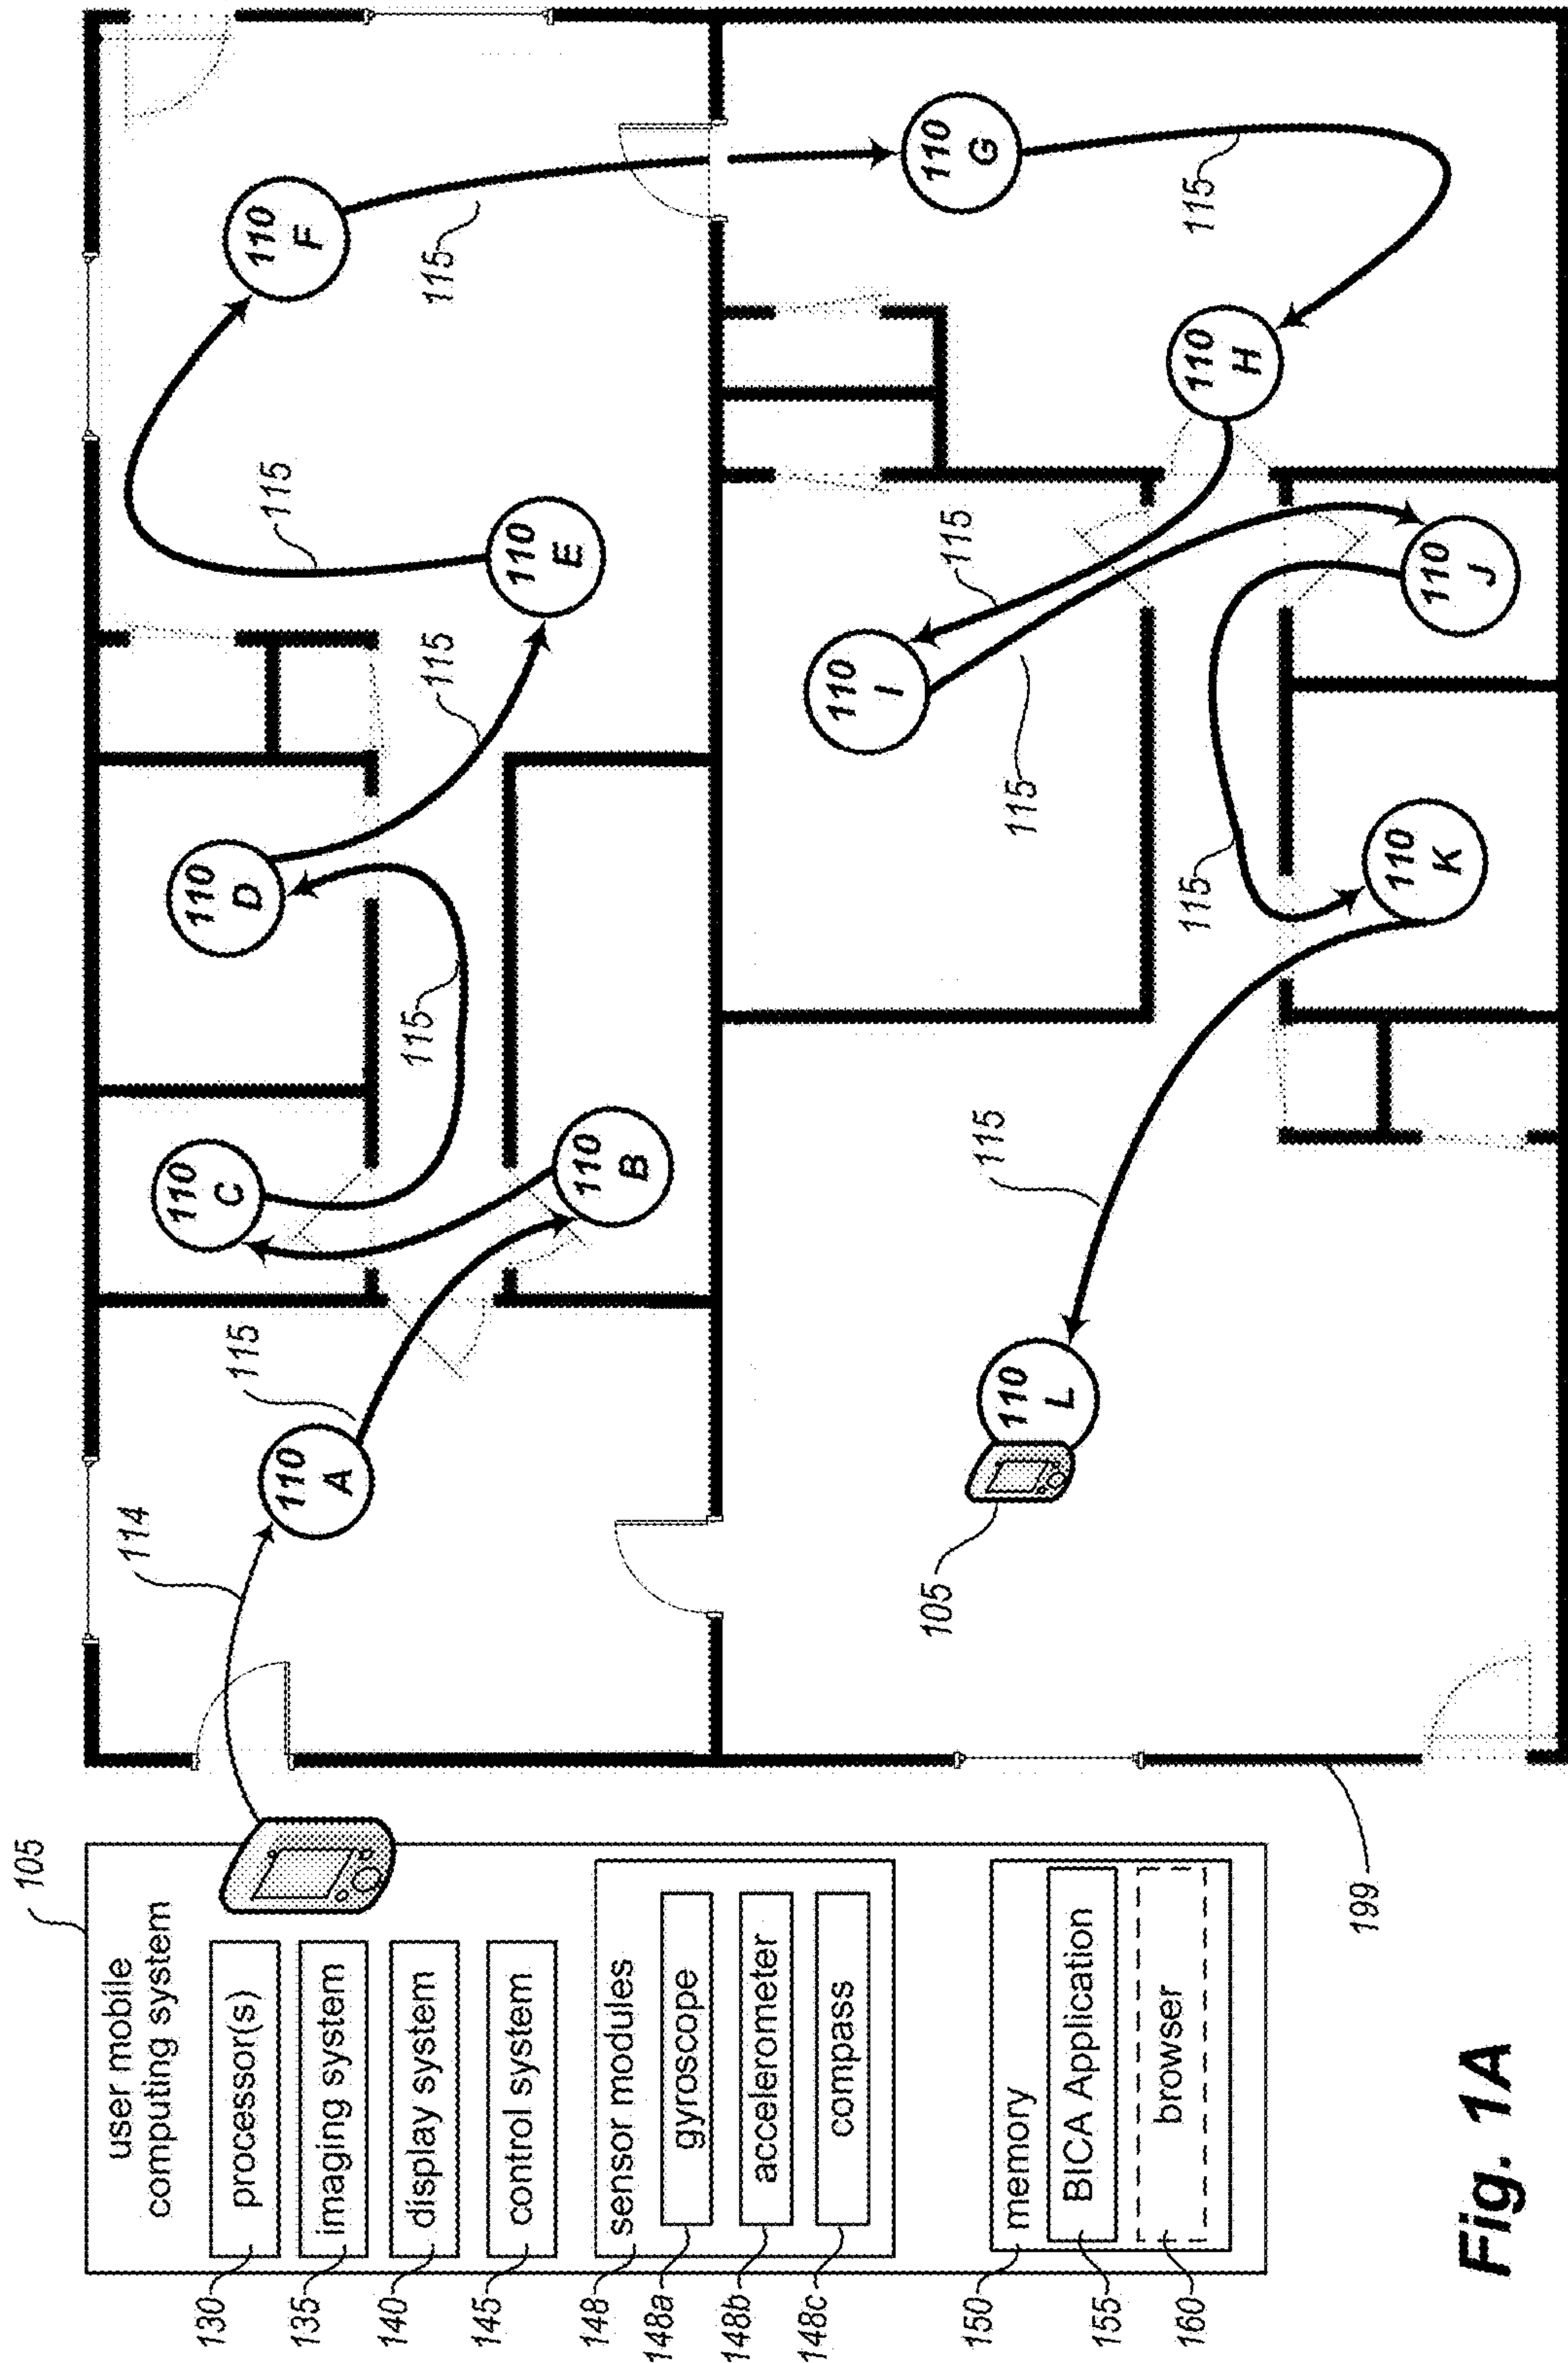 105
user mobile
computing system
130
processor(s)
135
imaging system
140
display system
145
control system
148
sensor modules
148a
gyroscope
148b
accelerometer
148c
compass
150
memory
155
BICA Application
160
browser
114
110
A
115
110
B
110
C
115
110
D
115
110
E
115
110
F
115
110
G
115
110
H
115
110
I
115
110
J
115
110
K
115
110
L
105
199
Fig. 1A